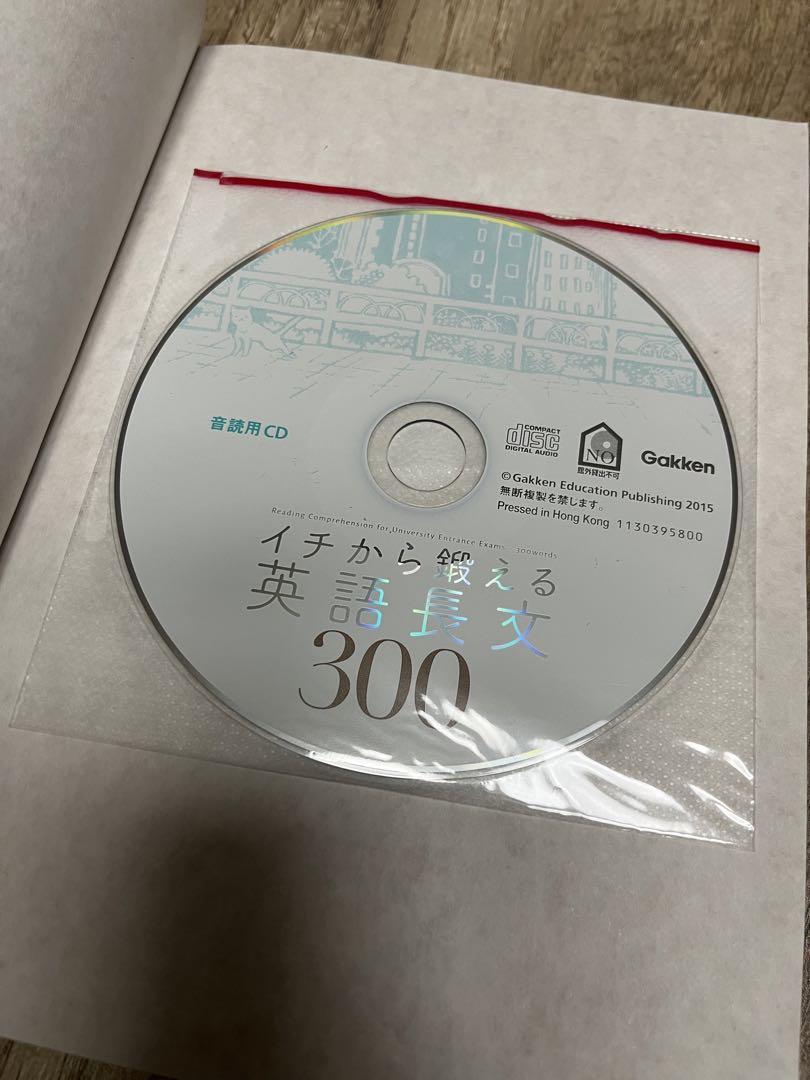 音読用CD
COMPACT
disc
DIGITAL AUDIO
NO
館外貸出不可
Gakken
©Gakken Education Publishing 2015
無断複製を禁じます。
Pressed in Hong Kong 1130395800
Reading Comprehension for University Entrance Exams 300words
イチから鍛える
英語長文
300